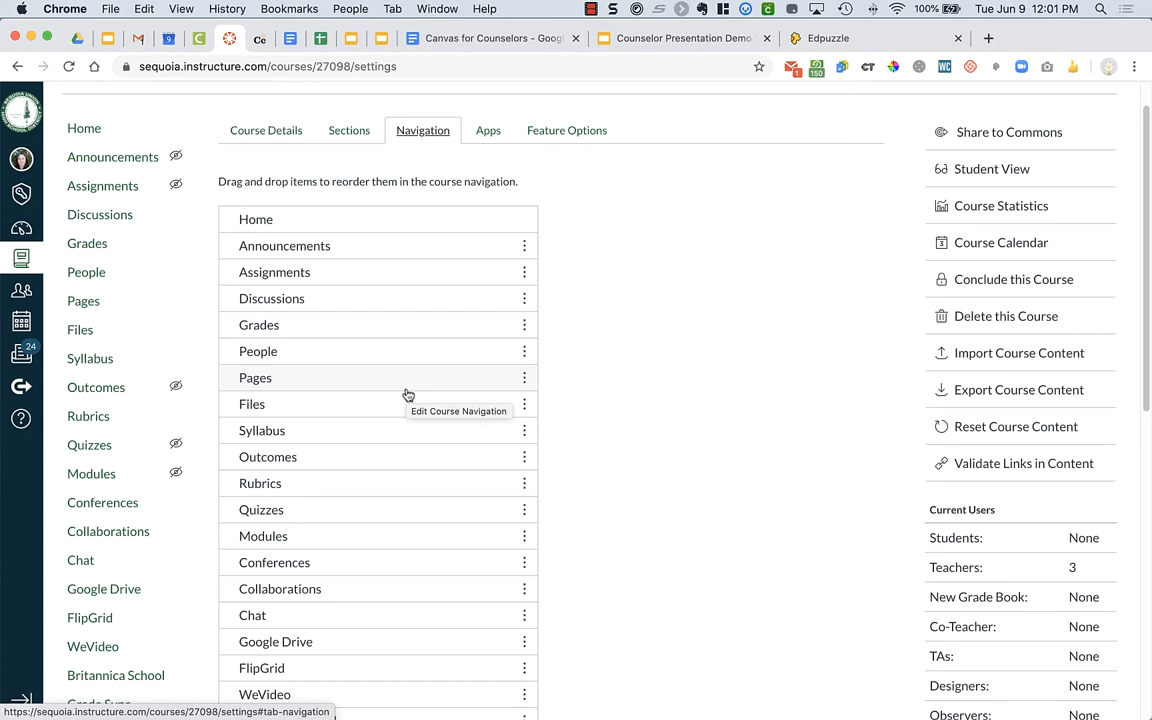 Chrome File Edit View History Bookmarks People Tab Window Help 100% Tue Jun 9 12:01 PM
Canvas for Counselors - Goog Counselor Presentation Demo Edpuzzle
sequoia.instructure.com/courses/27098/settings
Home
Announcements
Assignments
Discussions
Grades
People
Pages
Files
Syllabus
Outcomes
Rubrics
Quizzes
Modules
Conferences
Collaborations
Chat
Google Drive
FlipGrid
WeVideo
Britannica School
Grade Sync
24
Course Details Sections Navigation Apps Feature Options
Drag and drop items to reorder them in the course navigation.
Home
Announcements
Assignments
Discussions
Grades
People
Pages
Files
Edit Course Navigation
Syllabus
Outcomes
Rubrics
Quizzes
Modules
Conferences
Collaborations
Chat
Google Drive
FlipGrid
WeVideo
Share to Commons
Student View
Course Statistics
Course Calendar
Conclude this Course
Delete this Course
Import Course Content
Export Course Content
Reset Course Content
Validate Links in Content
Current Users
Students: None
Teachers: 3
New Grade Book: None
Co-Teacher: None
TAs: None
Designers: None
Observers: None
https://sequoia.instructure.com/courses/27098/settings#tab-navigation